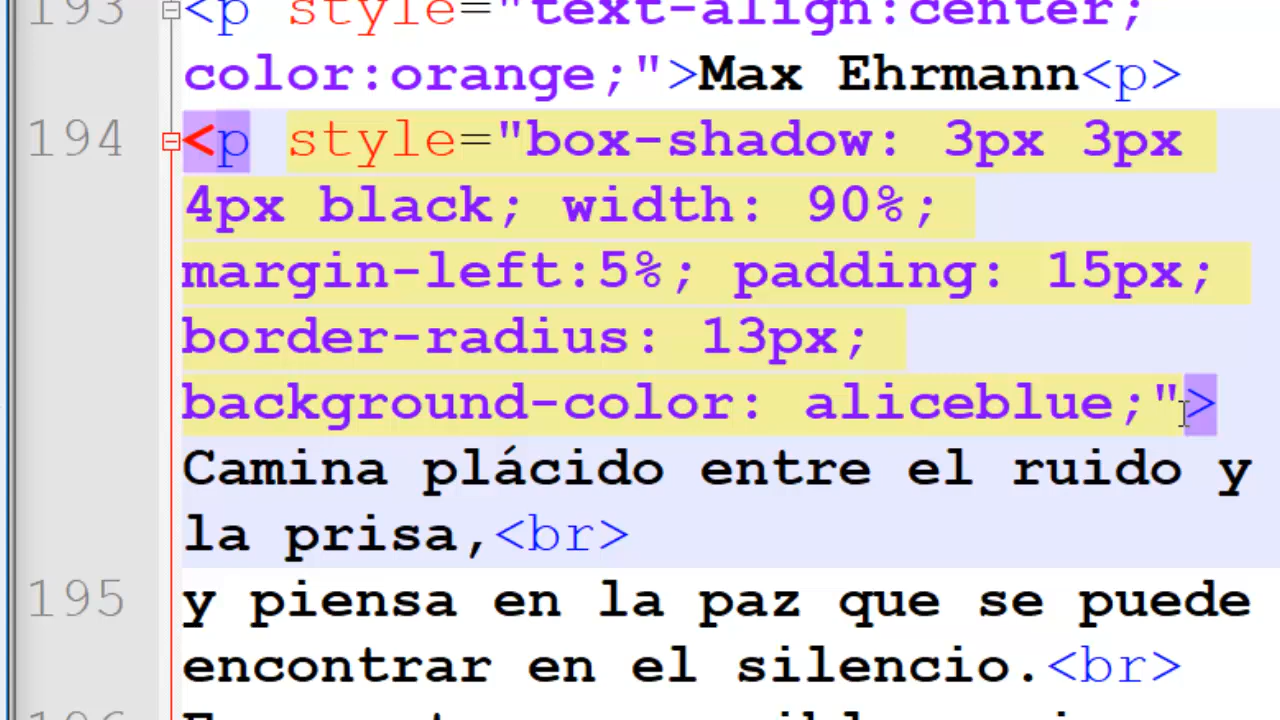 193 <p style="text-align:center;
color:orange;">Max Ehrmann<p>
194 <p style="box-shadow: 3px 3px
4px black; width: 90%;
margin-left:5%; padding: 15px;
border-radius: 13px;
background-color: aliceblue;">
Camina plácido entre el ruido y
la prisa,<br>
195 y piensa en la paz que se puede
encontrar en el silencio.<br>
196